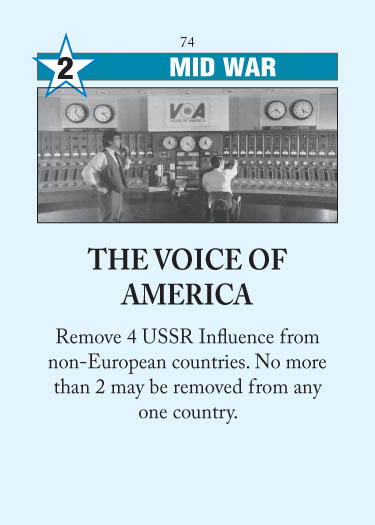 74
2
MID WAR
VOA
VOICE OF AMERICA
THE VOICE OF
AMERICA
Remove 4 USSR Influence from
non-European countries. No more
than 2 may be removed from any
one country.